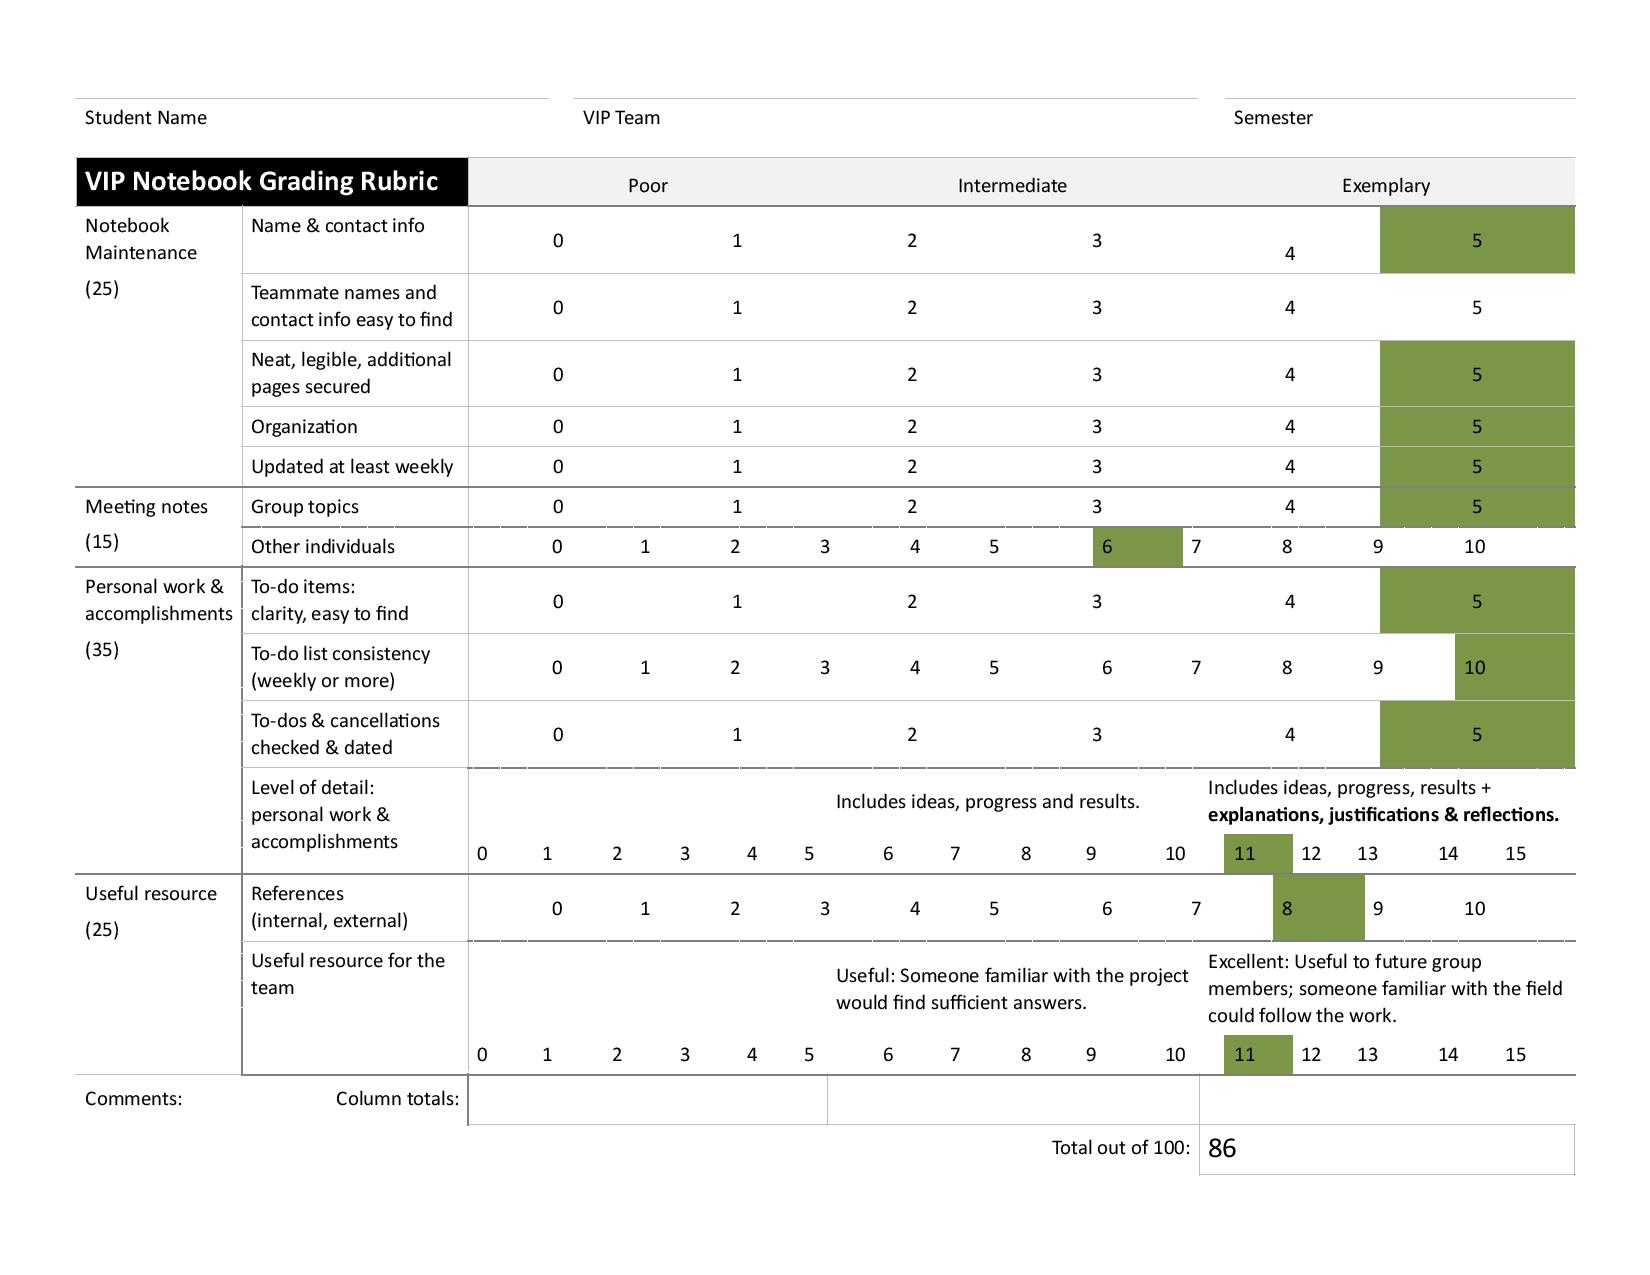 Student Name VIP Team Semester
VIP Notebook Grading Rubric Poor Intermediate Exemplary
Notebook Maintenance (25) Name & contact info 0 1 2 3 4 5
Teammate names and contact info easy to find 0 1 2 3 4 5
Neat, legible, additional pages secured 0 1 2 3 4 5
Organization 0 1 2 3 4 5
Updated at least weekly 0 1 2 3 4 5
Meeting notes (15) Group topics 0 1 2 3 4 5
Other individuals 0 1 2 3 4 5 6 7 8 9 10
Personal work & accomplishments (35) To-do items: clarity, easy to find 0 1 2 3 4 5
To-do list consistency (weekly or more) 0 1 2 3 4 5 6 7 8 9 10
To-dos & cancellations checked & dated 0 1 2 3 4 5
Level of detail: personal work & accomplishments
Includes ideas, progress and results.
Includes ideas, progress, results +
explanations, justifications & reflections.
0 1 2 3 4 5 6 7 8 9 10 11 12 13 14 15
Useful resource (25) References (internal, external) 0 1 2 3 4 5 6 7 8 9 10
Useful resource for the team
Useful: Someone familiar with the project
would find sufficient answers.
Excellent: Useful to future group
members; someone familiar with the field
could follow the work.
0 1 2 3 4 5 6 7 8 9 10 11 12 13 14 15
Comments: Column totals:
Total out of 100: 86